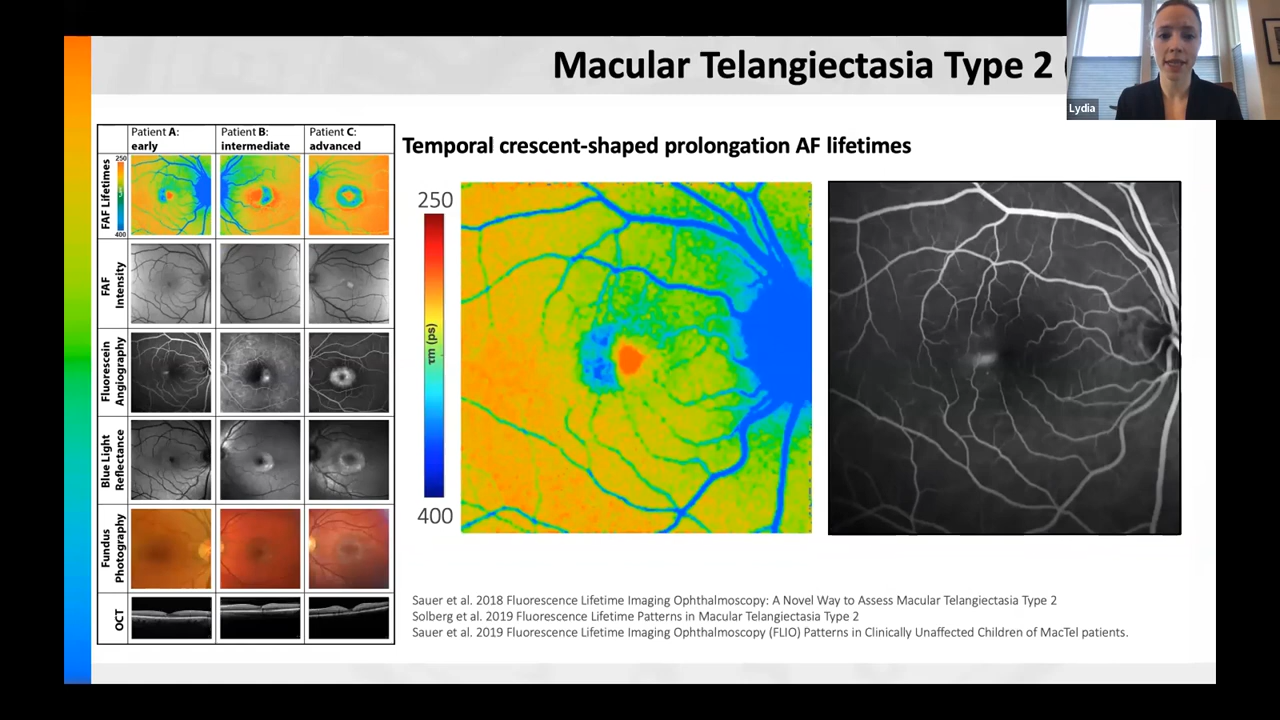 Macular Telangiectasia Type 2 (
Lydia
Patient A:
early
Patient B:
intermediate
Patient C:
advanced
FAF Lifetimes
250
400
FAF
Intensity
Fluorescein
Angiography
Blue Light
Reflectance
Fundus
Photography
OCT
Temporal crescent-shaped prolongation AF lifetimes
250
τm (ps)
400
Sauer et al. 2018 Fluorescence Lifetime Imaging Ophthalmoscopy: A Novel Way to Assess Macular Telangiectasia Type 2
Solberg et al. 2019 Fluorescence Lifetime Patterns in Macular Telangiectasia Type 2
Sauer et al. 2019 Fluorescence Lifetime Imaging Ophthalmoscopy (FLIO) Patterns in Clinically Unaffected Children of MacTel patients.